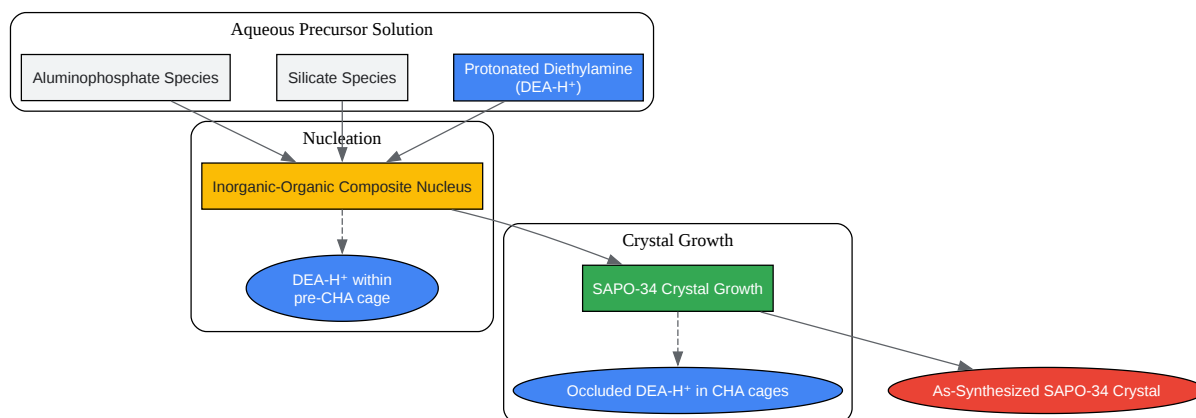 Aqueous Precursor Solution
Aluminophosphate Species
Silicate Species
Protonated Diethylamine
(DEA-H⁺)
Nucleation
Inorganic-Organic Composite Nucleus
DEA-H⁺ within
pre-CHA cage
Crystal Growth
SAPO-34 Crystal Growth
Occluded DEA-H⁺ in CHA cages
As-Synthesized SAPO-34 Crystal